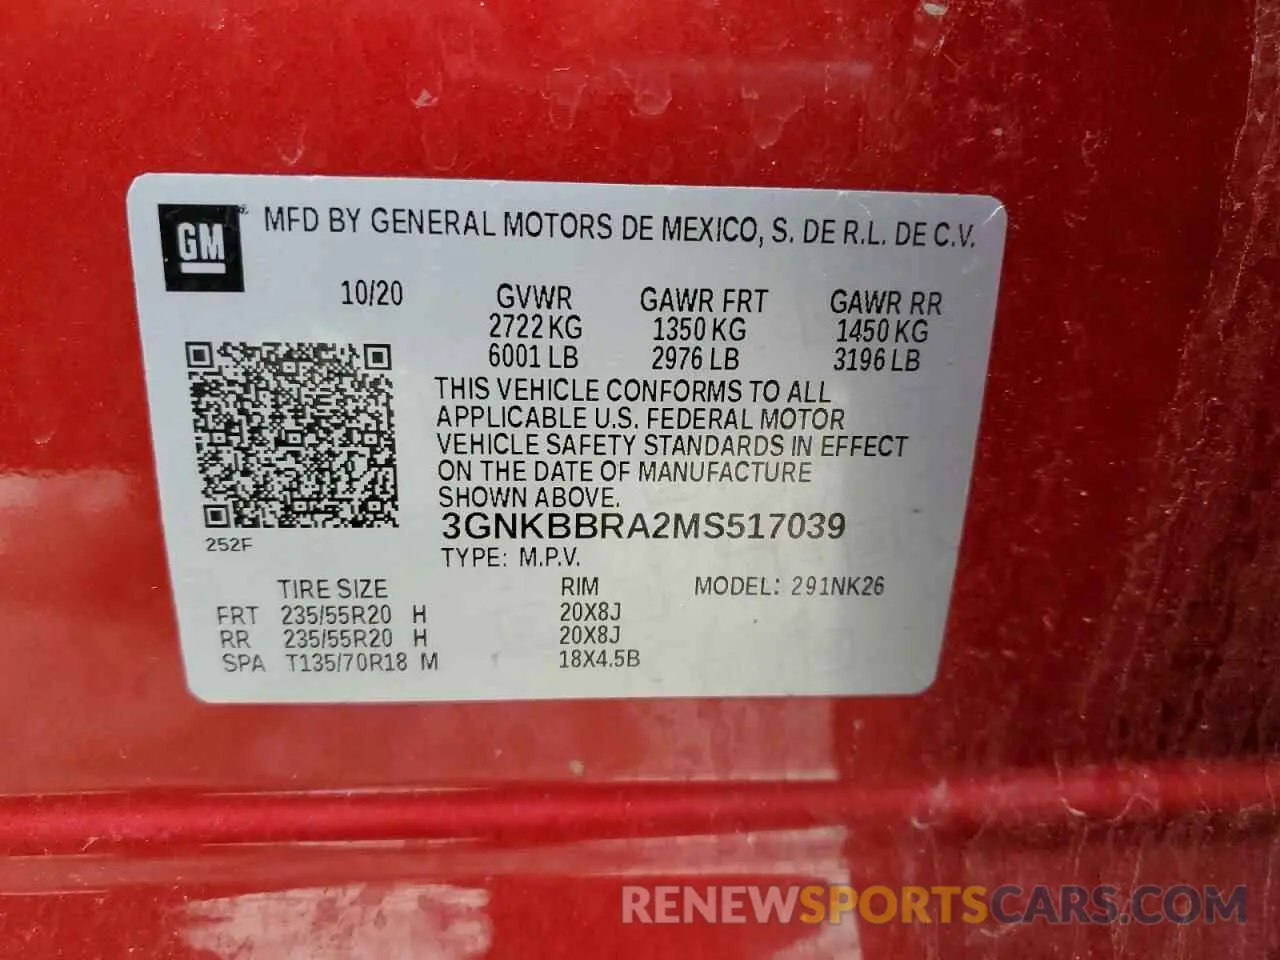 GM
MFD BY GENERAL MOTORS DE MEXICO, S. DE R.L. DE C.V.
10/20 GVWR GAWR FRT GAWR RR
2722 KG 1350 KG 1450 KG
6001 LB 2976 LB 3196 LB
THIS VEHICLE CONFORMS TO ALL
APPLICABLE U.S. FEDERAL MOTOR
VEHICLE SAFETY STANDARDS IN EFFECT
ON THE DATE OF MANUFACTURE
SHOWN ABOVE.
3GNKBBRA2MS517039
252F
TYPE: M.P.V.
TIRE SIZE RIM MODEL: 291NK26
FRT 235/55R20 H 20X8J
RR 235/55R20 H 20X8J
SPA T135/70R18 M 18X4.5B
RENEWSPORTSCARS.COM